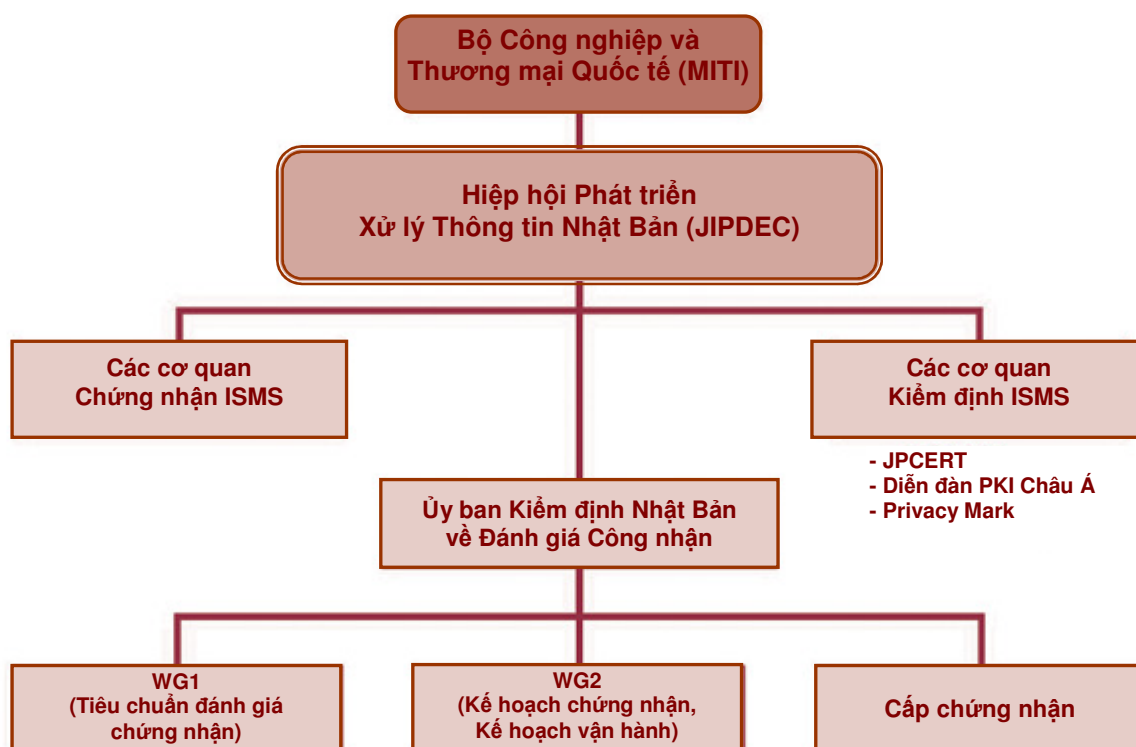 Bộ Công nghiệp và
Thương mại Quốc tế (MITI)
Hiệp hội Phát triển
Xử lý Thông tin Nhật Bản (JIPDEC)
Các cơ quan
Chứng nhận ISMS
Các cơ quan
Kiểm định ISMS
- JPCERT
- Diễn đàn PKI Châu Á
- Privacy Mark
Ủy ban Kiểm định Nhật Bản
về Đánh giá Công nhận
WG1
(Tiêu chuẩn đánh giá
chứng nhận)
WG2
(Kế hoạch chứng nhận,
Kế hoạch vận hành)
Cấp chứng nhận